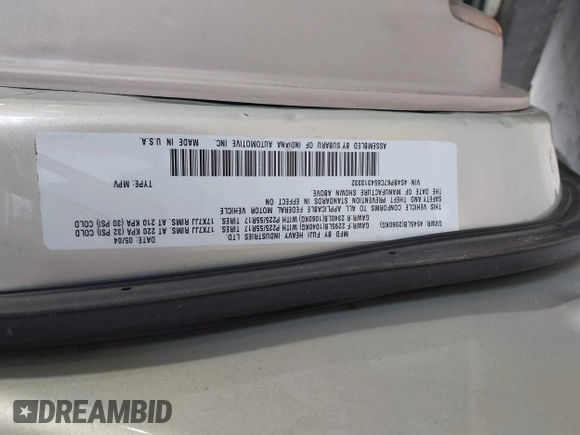 MFD BY FUJI HEAVY INDUSTRIES LTD. DATE: 05/04
GVWR: 4545LB(2060KG)
GAWR: F: 2295LB(1040KG) WITH P225/55R17 TIRES, 17X7JJ RIMS, AT 220 KPA (32 PSI) COLD
GAWR: R: 2340LB(1060KG) WITH P225/55R17 TIRES, 17X7JJ RIMS, AT 210 KPA (30 PSI) COLD
THIS VEHICLE CONFORMS TO ALL APPLICABLE FEDERAL MOTOR VEHICLE
SAFETY AND THEFT PREVENTION STANDARDS IN EFFECT ON
THE DATE OF MANUFACTURE SHOWN ABOVE.
VIN: 4S4BP67C654313332 TYPE: MPV
ASSEMBLED BY SUBARU OF INDIANA AUTOMOTIVE INC. MADE IN U.S.A.
DREAMBID